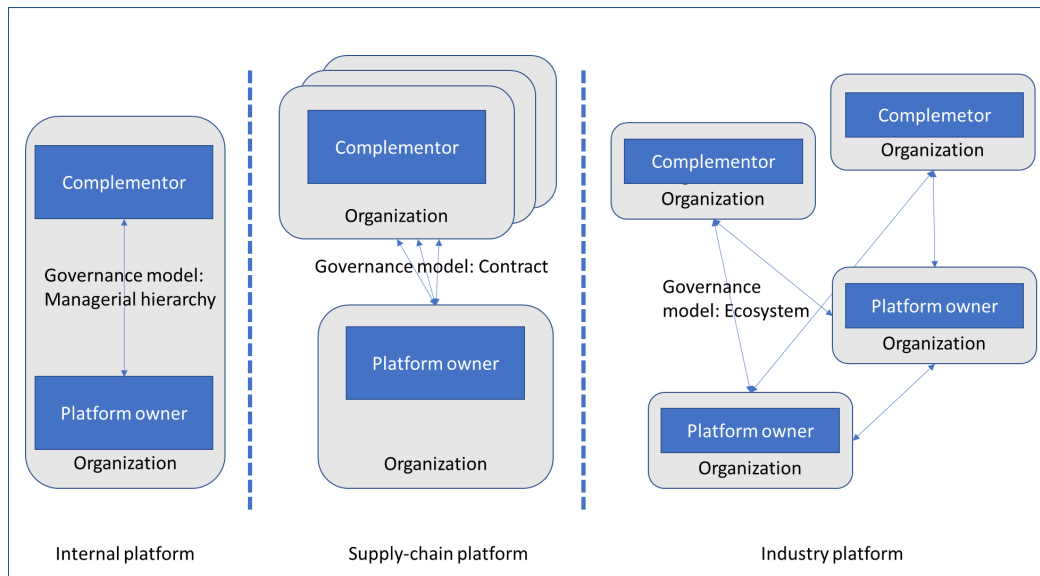 Complementor
Governance model:
Managerial hierarchy
Platform owner
Organization
Internal platform
Complementor
Organization
Governance model: Contract
Platform owner
Organization
Supply-chain platform
Complementor
Organization
Complemetor
Organization
Governance
model: Ecosystem
Platform owner
Organization
Platform owner
Organization
Industry platform